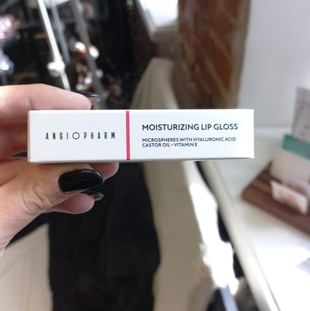 ANGIOPHARM
MOISTURIZING LIP GLOSS
MICROSPHERES WITH HYALURONIC ACID
CASTOR OIL • VITAMIN E